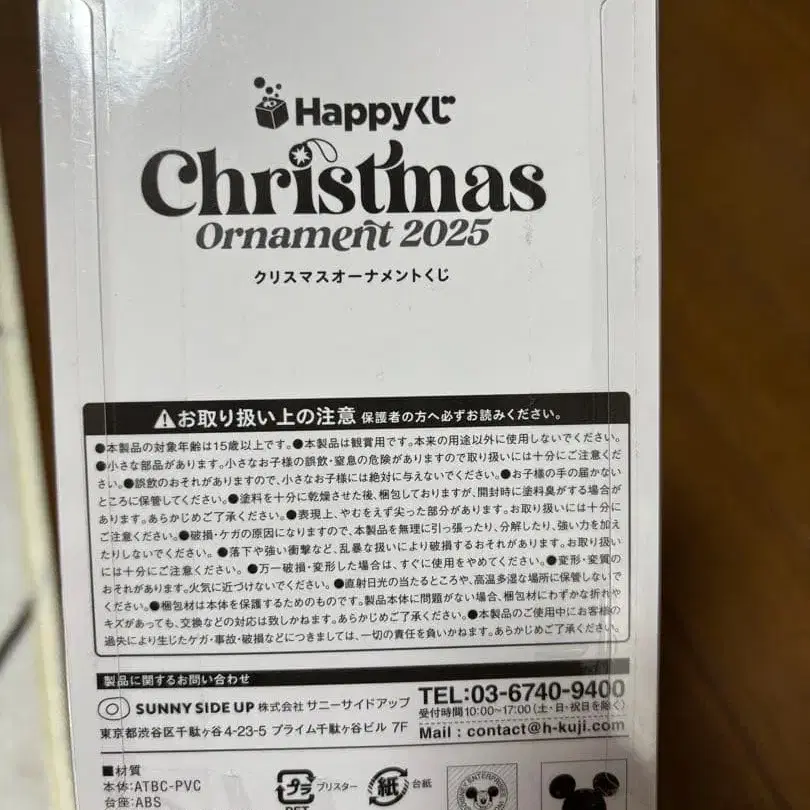 Happyくじ
Christmas
Ornament 2025
クリスマスオーナメントくじ
⚠お取り扱い上の注意 保護者の方へ必ずお読みください。
●本製品の対象年齢は15歳以上です。●本製品は観賞用です。本来の用途以外に使用しないでください。
●小さな部品があります。小さなお子様の誤飲・窒息の危険がありますので取り扱いには十分にご注意くださ
い。●誤飲のおそれがありますので、小さなお子様には絶対に与えないでください。●お子様の手の届かない
ところに保管してください。●塗料を十分に乾燥させた後、梱包しておりますが、開封時に塗料臭がする場合が
あります。あらかじめご了承ください。●表現上、やむをえず尖った部分があります。お取り扱いには十分に
ご注意ください。●破損・ケガの原因になりますので、本製品を無理に引っ張ったり、分解したり、強い力を加え
たりしないでください。●落下や強い衝撃など、乱暴な扱いにより破損するおそれがあります。お取り扱い
には十分ご注意ください。●万一破損・変形した場合は、すぐに使用をやめてください。●変形・変質の
おそれがあります。火気に近づけないでください。●直射日光の当たるところや、高温多湿な場所に保管しないで
ください。●梱包材は本体を保護するためのものです。製品本体に問題がない場合、梱包材にわずかな折れや
キズがあっても、交換などの対応は致しかねます。あらかじめご了承ください。●本製品のご使用中にお客様の
過失により生じたケガ・事故・破損などにつきましては、一切の責任を負いかねます。あらかじめご了承ください。
製品に関するお問い合わせ
SUNNY SIDE UP 株式会社 サニーサイドアップ
東京都渋谷区千駄ヶ谷4-23-5 プライム千駄ヶ谷ビル 7F
TEL:03-6740-9400
受付時間10:00~17:00(土・日・祝日を除く)
Mail : contact@h-kuji.com
■材質
本体:ATBC-PVC
台座:ABS
プラ ブリスター
PET
紙 台紙